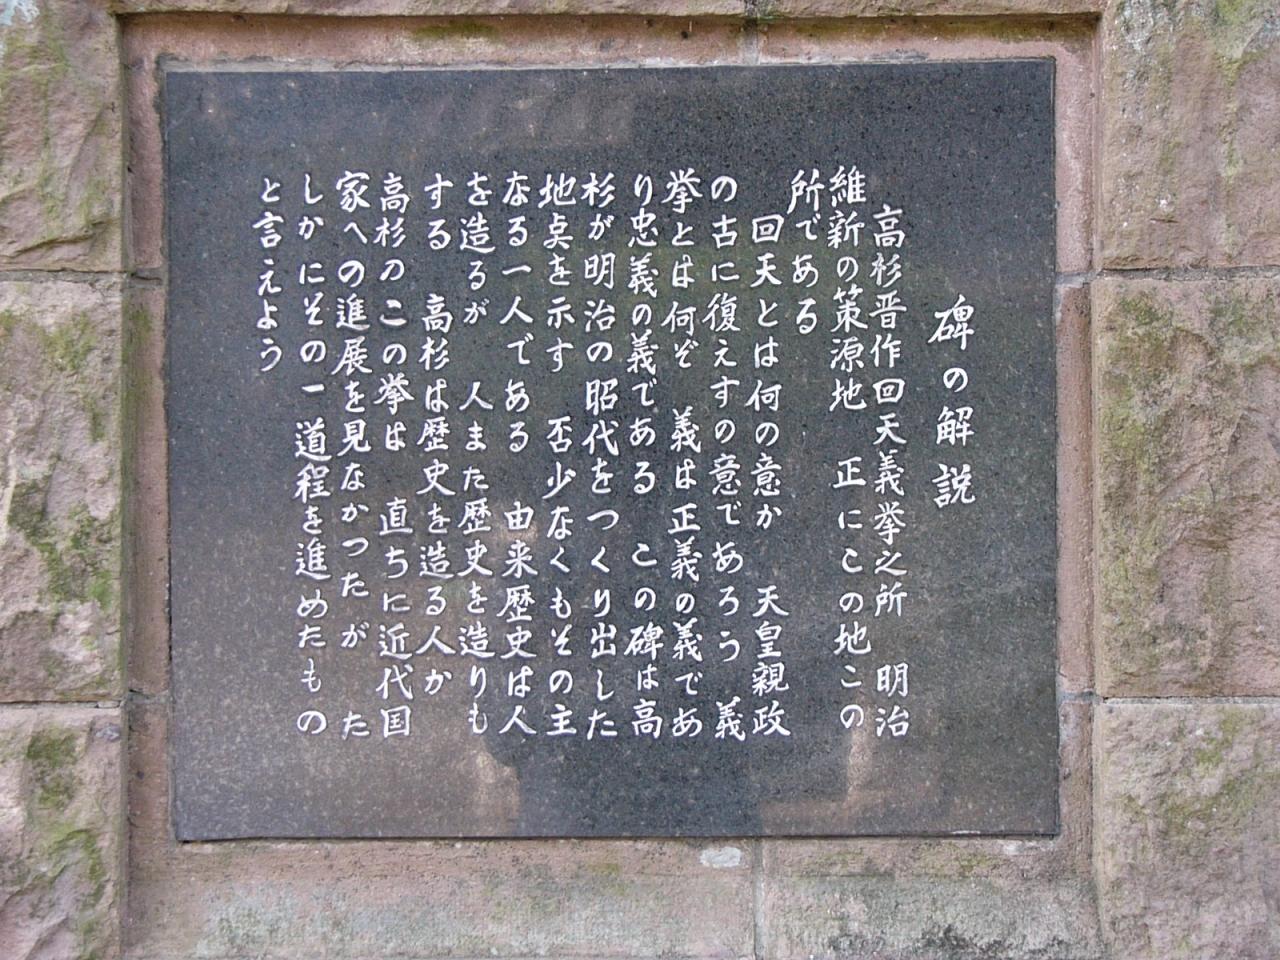 碑の解説
高杉晋作回天義挙之所 明治
維新の策源地 正にこの地この
所である
回天とは何の意か 天皇親政
の古に復えすの意であろう 義
挙とは何ぞ 義は正義の義であ
り忠義の義である この碑は高
杉が明治の昭代をつくり出した
地奌を示す 否少なくもその主
なる一人である 由来歴史は人
を造るが 人また歴史を造りも
する 高杉は歴史を造る人か
高杉のこの挙は 直ちに近代国
家への進展を見なかつたが た
しかにその一道程を進めたもの
と言えよう